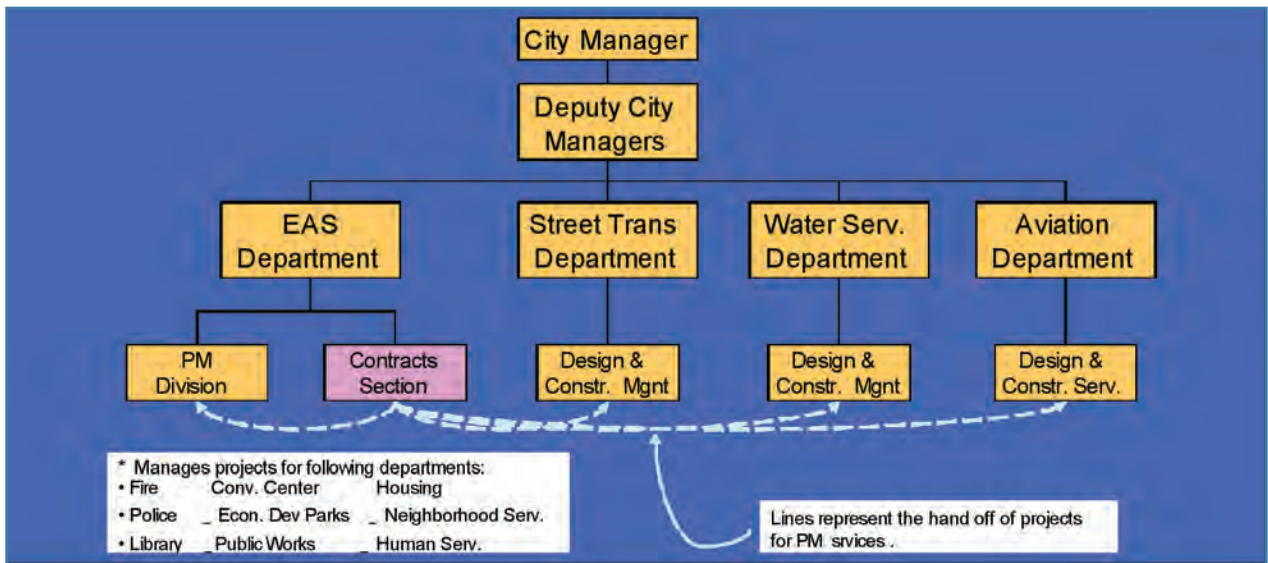 City Manager
Deputy City
Managers
EAS
Department
Street Trans
Department
Water Serv.
Department
Aviation
Department
PM
Division
Contracts
Section
Design &
Constr. Mgnt
Design &
Constr. Mgnt
Design &
Constr. Serv.
* Manages projects for following departments:
• Fire Conv. Center Housing
• Police _ Econ. Dev Parks _ Neighborhood Serv.
• Library _ Public Works _ Human Serv.
Lines represent the hand off of projects
for PM srvices .